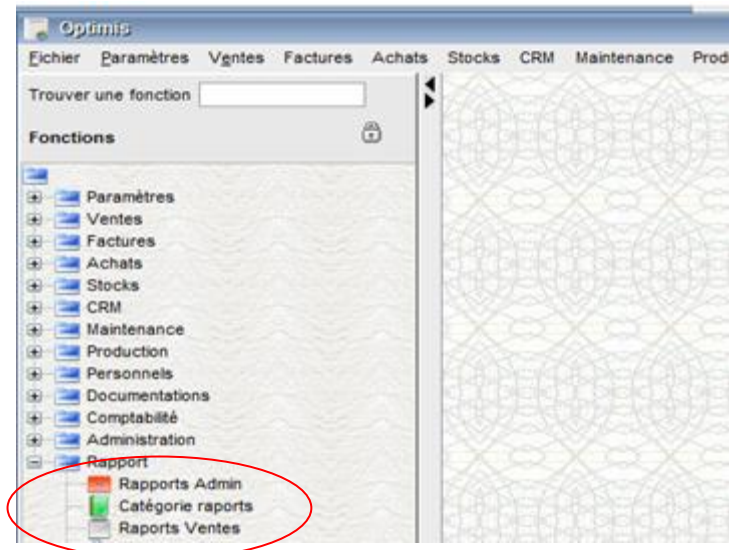 Optimis
Fichier Paramètres Ventes Factures Achats Stocks CRM Maintenance Prod
Trouver une fonction
Fonctions
Paramètres
Ventes
Factures
Achats
Stocks
CRM
Maintenance
Production
Personnels
Documentations
Comptabilité
Administration
Rapport
Rapports Admin
Catégorie raports
Raports Ventes